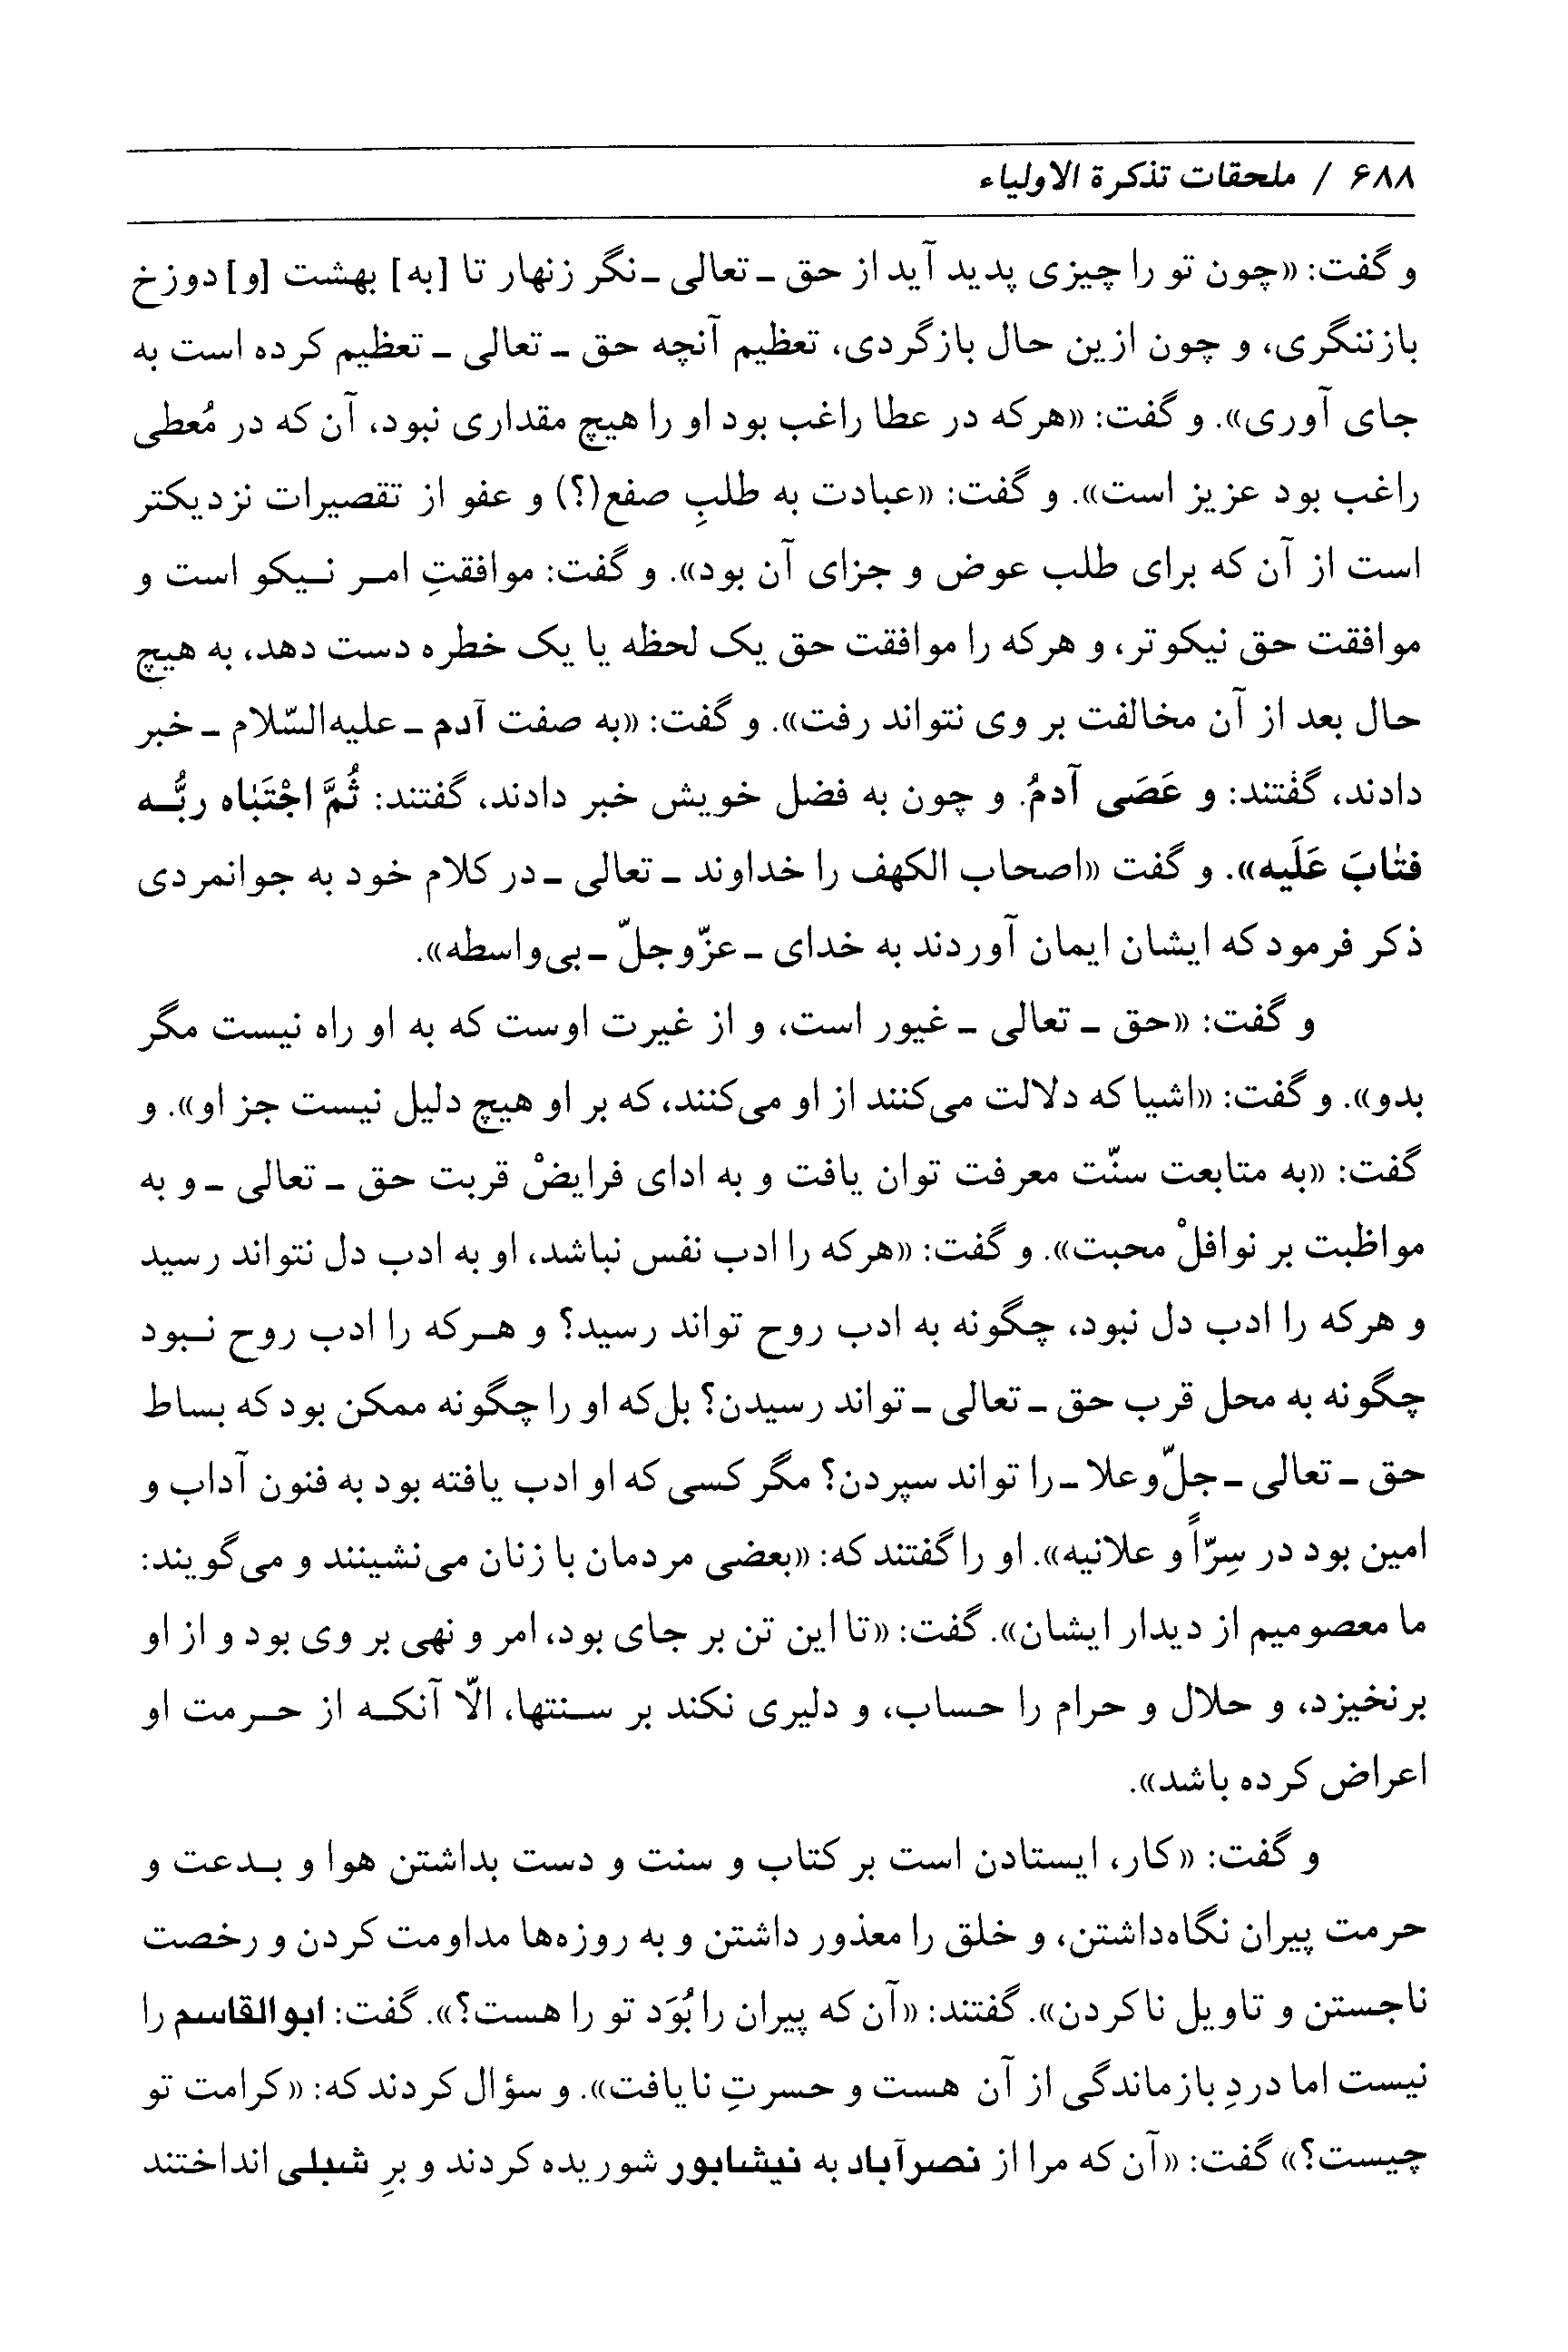 ۶۸۸ / ملحقات تذکرة الاولیاء
و گفت: «چون تو را چیزی پدید آید از حق ـ تعالی ـ نگر زنهار تا [به] بهشت [و] دوزخ
بازننگری، و چون ازین حال بازگردی، تعظیم آنچه حق ـ تعالی ـ تعظیم کرده است به
جای آوری». و گفت: «هرکه در عطا راغب بود او را هیچ مقداری نبود، آن که در مُعطی
راغب بود عزیز است». و گفت: «عبادت به طلبِ صفع(؟) و عفو از تقصیرات نزدیکتر
است از آن که برای طلب عوض و جزای آن بود». و گفت: موافقتِ امر نیکو است و
موافقت حق نیکوتر، و هرکه را موافقت حق یک لحظه یا یک خطره دست دهد، به هیچ
حال بعد از آن مخالفت بر وی نتواند رفت». و گفت: «به صفت آدم ـ علیه‌السّلام ـ خبر
دادند، گفتند: و عَصَی آدمُ. و چون به فضل خویش خبر دادند، گفتند: ثُمَّ اجْتَبٰاه ربُّه
فتٰابَ عَلَیه». و گفت «اصحاب الکهف را خداوند ـ تعالی ـ در کلام خود به جوانمردی
ذکر فرمود که ایشان ایمان آوردند به خدای ـ عزّوجلّ ـ بی‌واسطه».
و گفت: «حق ـ تعالی ـ غیور است، و از غیرت اوست که به او راه نیست مگر
بدو». و گفت: «اشیا که دلالت می‌کنند از او می‌کنند، که بر او هیچ دلیل نیست جز او». و
گفت: «به متابعت سنّت معرفت توان یافت و به ادای فرایضْ قربت حق ـ تعالی ـ و به
مواظبت بر نوافلْ محبت». و گفت: «هرکه را ادب نفس نباشد، او به ادب دل نتواند رسید
و هرکه را ادب دل نبود، چگونه به ادب روح تواند رسید؟ و هرکه را ادب روح نبود
چگونه به محل قرب حق ـ تعالی ـ تواند رسیدن؟ بل‌که او را چگونه ممکن بود که بساط
حق ـ تعالی ـ جلّ‌وعلا ـ را تواند سپردن؟ مگر کسی که او ادب یافته بود به فنون آداب و
امین بود در سِرّاً و علانیه». او را گفتند که: «بعضی مردمان با زنان می‌نشینند و می‌گویند:
ما معصومیم از دیدار ایشان». گفت: «تا این تن بر جای بود، امر و نهی بر وی بود و از او
برنخیزد، و حلال و حرام را حساب، و دلیری نکند بر سنتها، الّا آنکه از حرمت او
اعراض کرده باشد».
و گفت: «کار، ایستادن است بر کتاب و سنت و دست بداشتن هوا و بدعت و
حرمت پیران نگاه‌داشتن، و خلق را معذور داشتن و به روزه‌ها مداومت کردن و رخصت
ناجستن و تاویل ناکردن». گفتند: «آن که پیران را بُوَد تو را هست؟». گفت: ابوالقاسم را
نیست اما دردِ بازماندگی از آن هست و حسرتِ نایافت». و سؤال کردند که: «کرامت تو
چیست؟» گفت: «آن که مرا از نصرآباد به نیشابور شوریده کردند و برِ شبلی انداختند